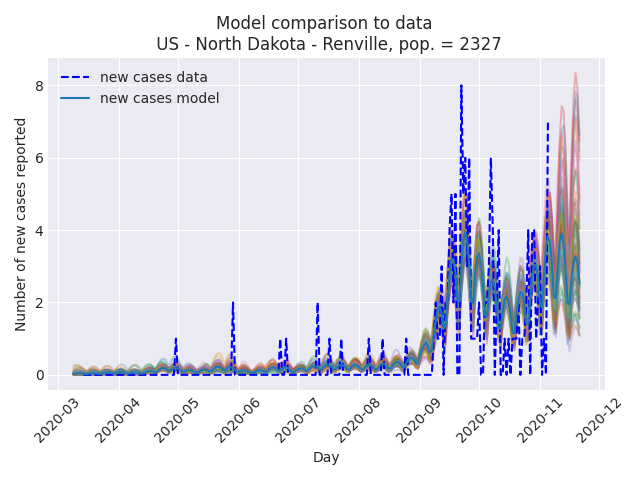 Model comparison to data
US - North Dakota - Renville, pop. = 2327
new cases data
new cases model
Number of new cases reported
8
6
4
2
0
2020-03
2020-04
2020-05
2020-06
2020-07
2020-08
2020-09
2020-10
2020-11
2020-12
Day